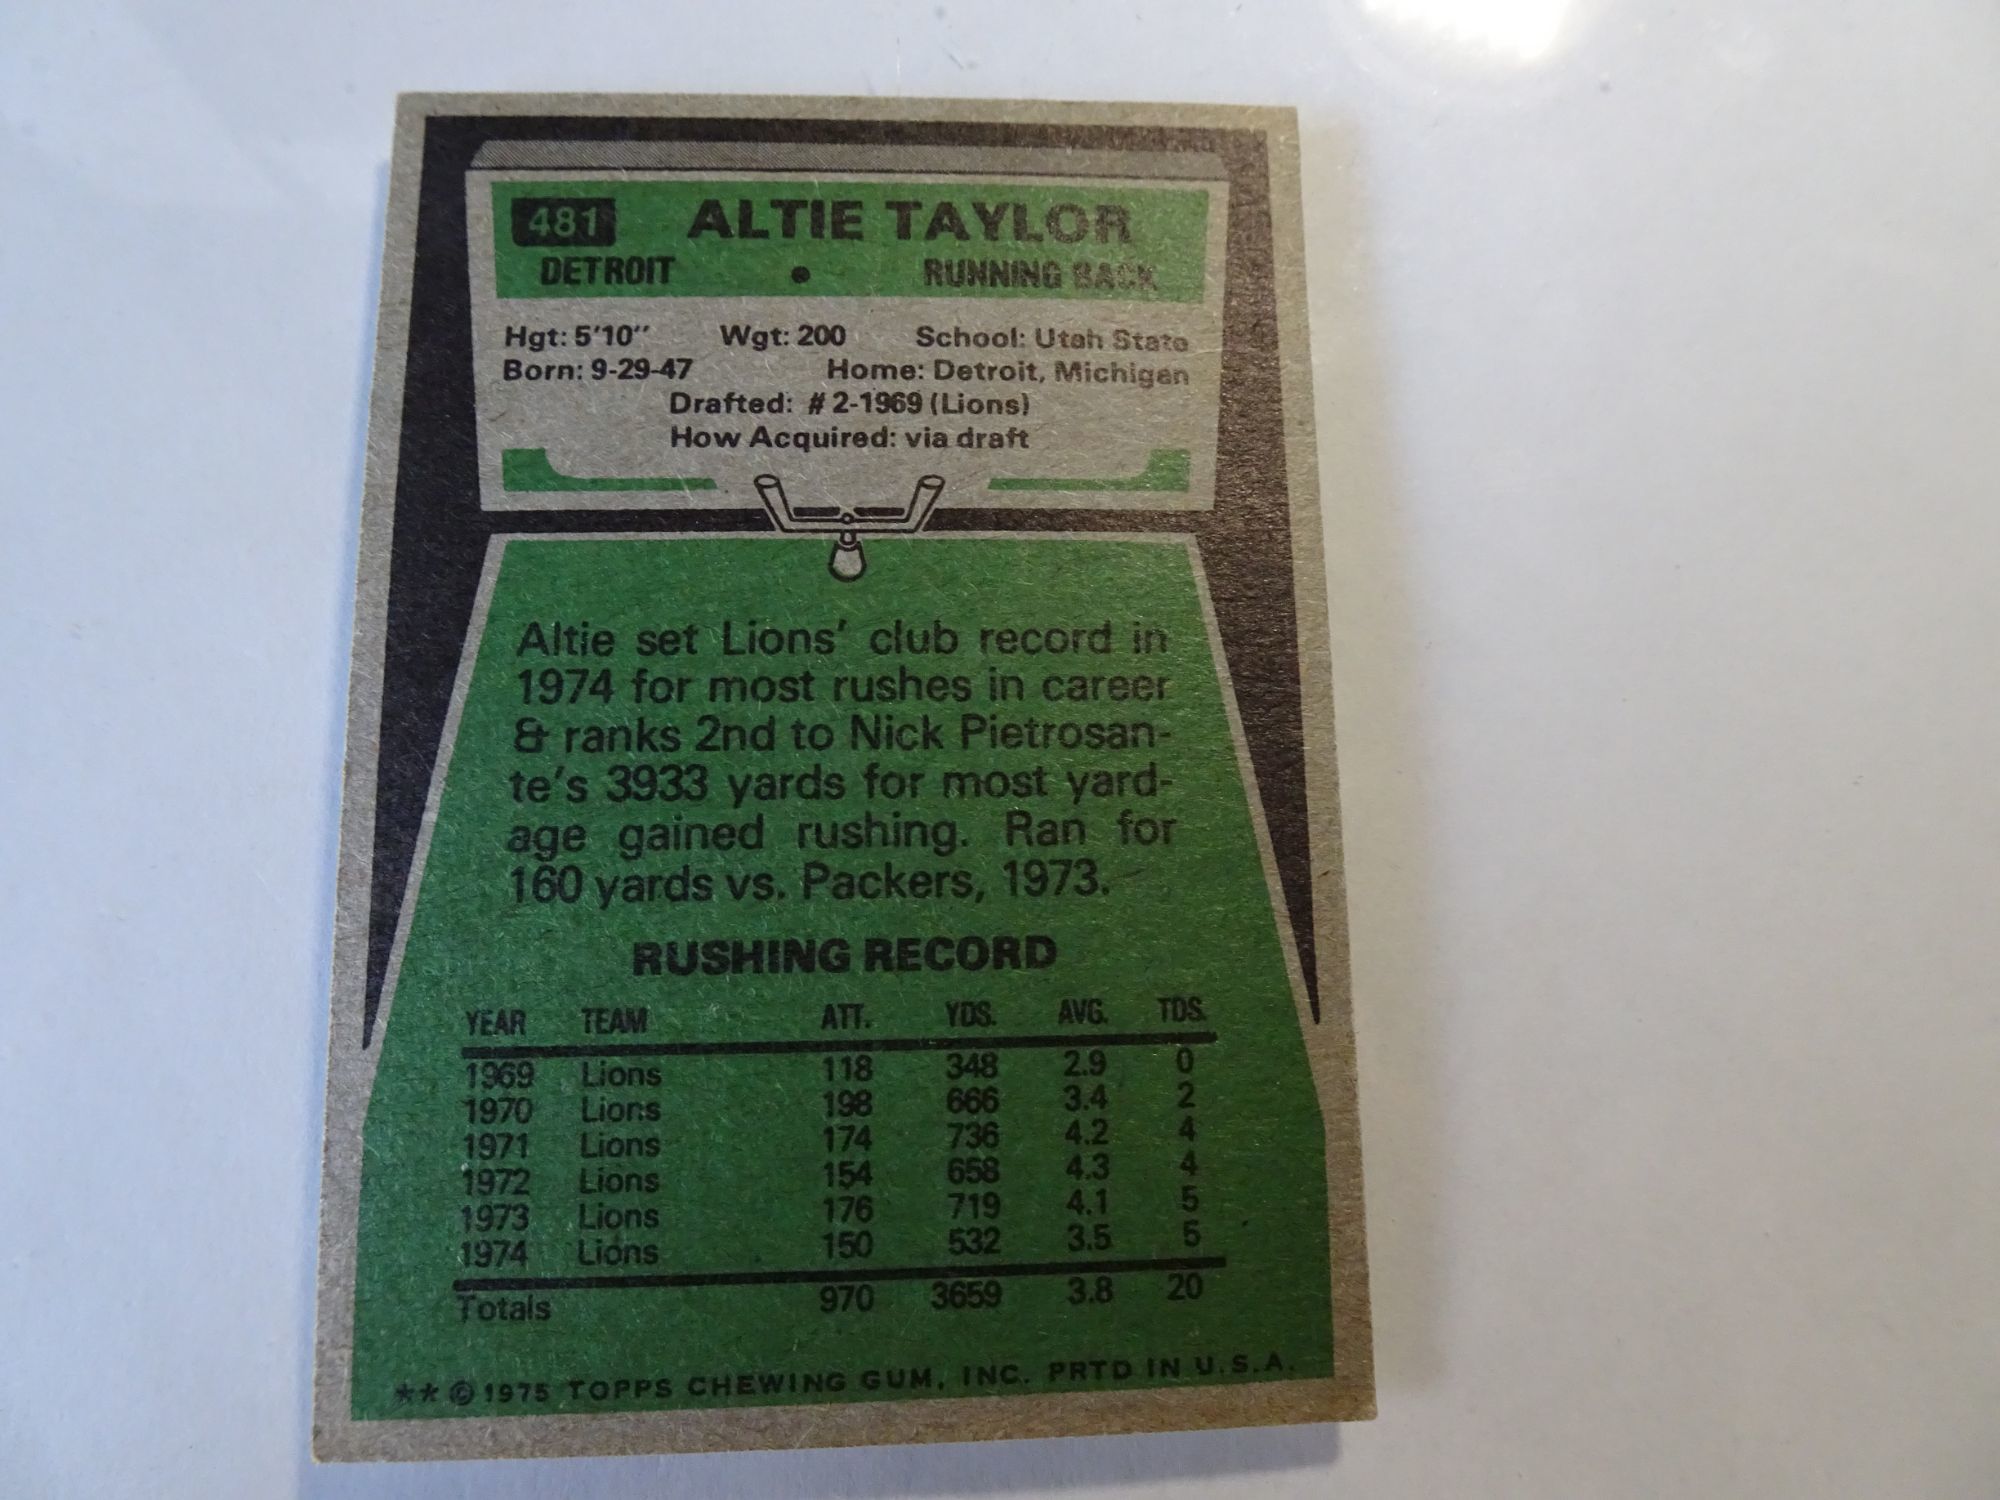 481 ALTIE TAYLOR
DETROIT • RUNNING BACK
Hgt: 5'10" Wgt: 200 School: Utah State
Born: 9-29-47 Home: Detroit, Michigan
Drafted: #2-1969 (Lions)
How Acquired: via draft
Altie set Lions' club record in
1974 for most rushes in career
& ranks 2nd to Nick Pietrosan-
te's 3933 yards for most yard-
age gained rushing. Ran for
160 yards vs. Packers, 1973.
RUSHING RECORD
YEAR TEAM ATT. YDS. AVG. TDS.
1969 Lions 118 348 2.9 0
1970 Lions 198 666 3.4 2
1971 Lions 174 736 4.2 4
1972 Lions 154 658 4.3 4
1973 Lions 176 719 4.1 5
1974 Lions 150 532 3.5 5
Totals 970 3659 3.8 20
** © 1975 TOPPS CHEWING GUM, INC. PRTD IN U.S.A.